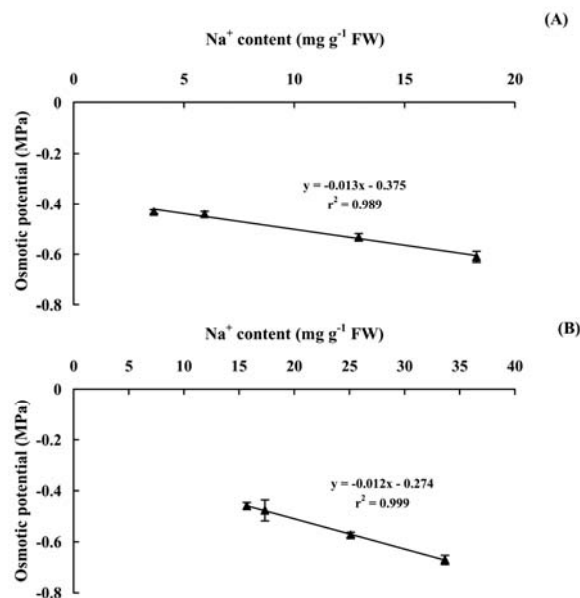 (A)
Na⁺ content (mg g⁻¹ FW)
0 5 10 15 20
0
-0.2
-0.4
-0.6
-0.8
Osmotic potential (MPa)
y = -0.013x - 0.375
r² = 0.989
(B)
Na⁺ content (mg g⁻¹ FW)
0 5 10 15 20 25 30 35 40
0
-0.2
-0.4
-0.6
-0.8
Osmotic potential (MPa)
y = -0.012x - 0.274
r² = 0.999